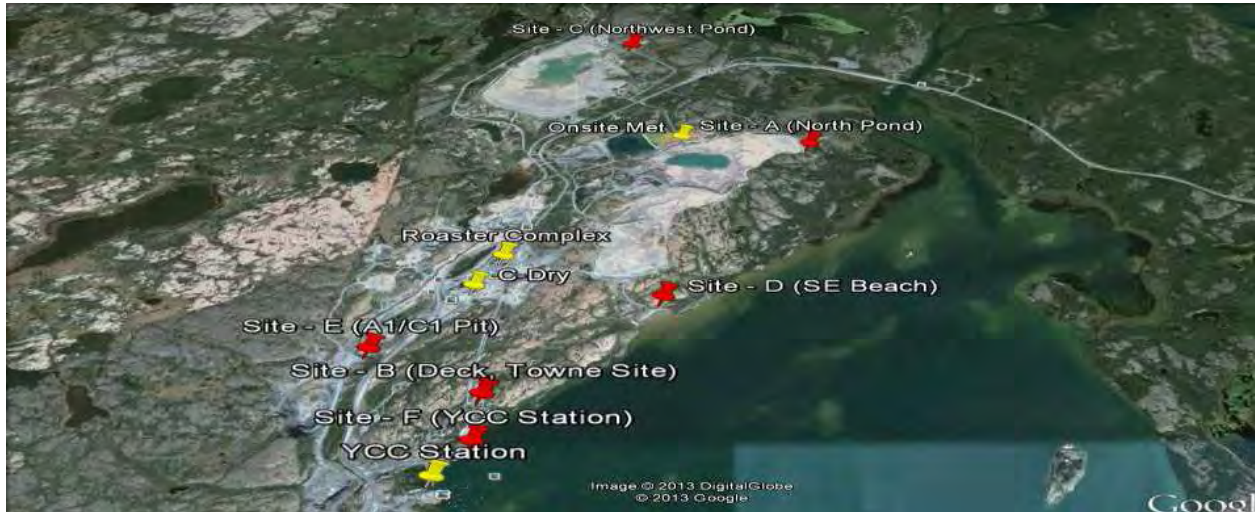 Site - C (Northwest Pond)
Onsite Met
Site - A (North Pond)
Roaster Complex
C-Dry
Site - D (SE Beach)
Site - E (A1/C1 Pit)
Site - B (Deck, Towne Site)
Site - F (YCC Station)
YCC Station
Image © 2013 DigitalGlobe
© 2013 Google
Googl